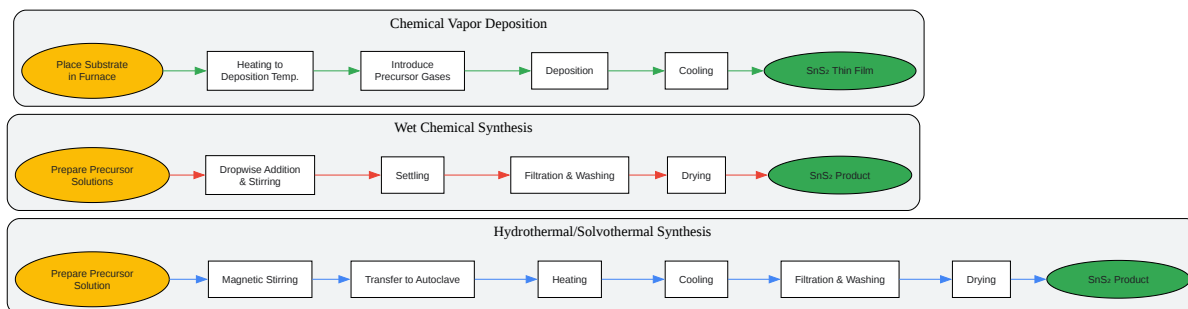 Chemical Vapor Deposition
Place Substrate
in Furnace
Heating to
Deposition Temp.
Introduce
Precursor Gases
Deposition
Cooling
SnS₂ Thin Film
Wet Chemical Synthesis
Prepare Precursor
Solutions
Dropwise Addition
& Stirring
Settling
Filtration & Washing
Drying
SnS₂ Product
Hydrothermal/Solvothermal Synthesis
Prepare Precursor
Solution
Magnetic Stirring
Transfer to Autoclave
Heating
Cooling
Filtration & Washing
Drying
SnS₂ Product